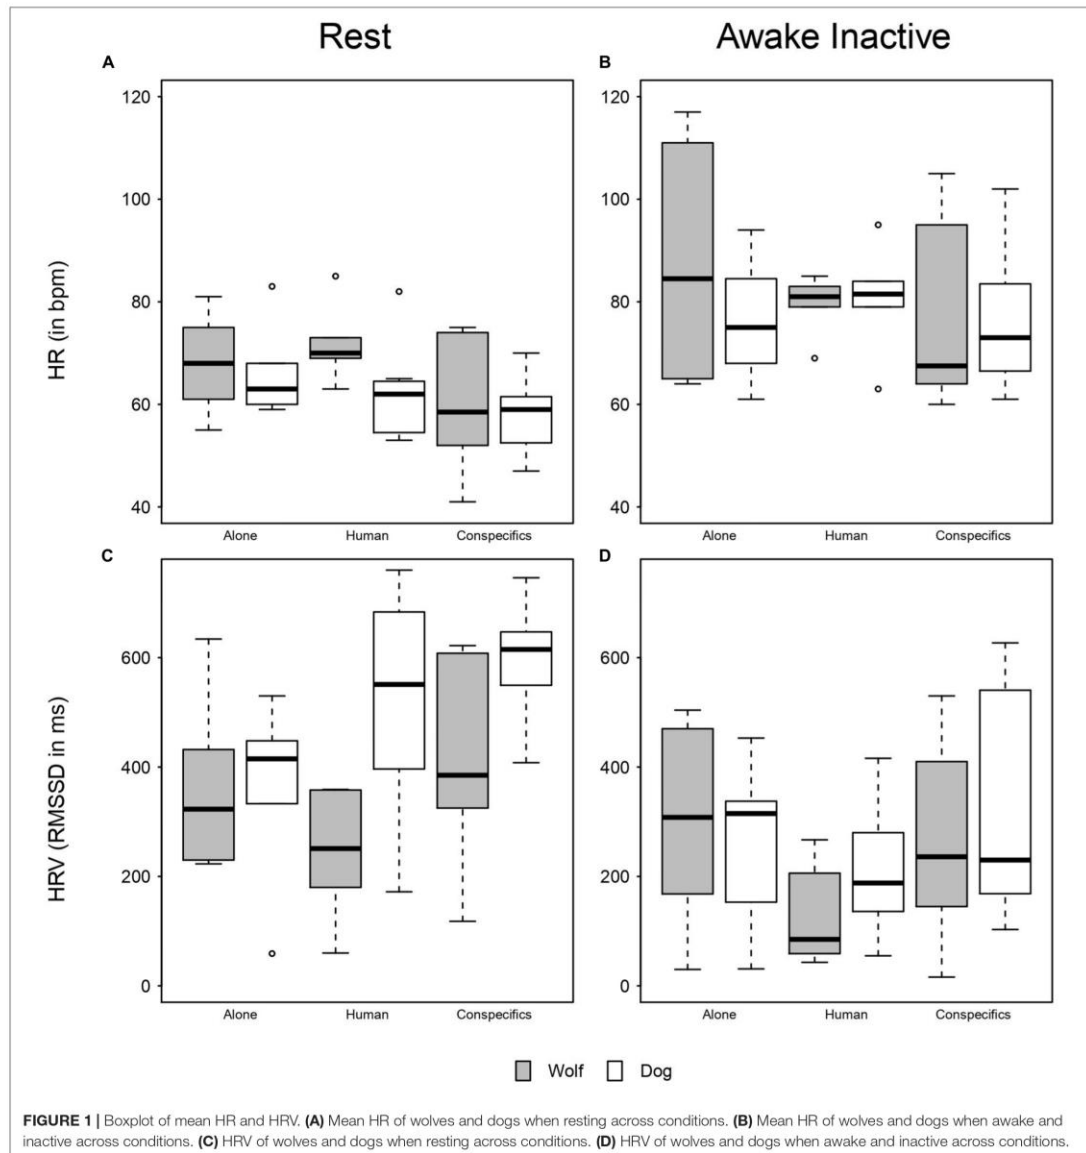 Rest
Awake Inactive
A
B
HR (in bpm)
120
100
80
60
40
120
100
80
60
40
Alone
Human
Conspecifics
Alone
Human
Conspecifics
C
D
HRV (RMSSD in ms)
600
400
200
0
600
400
200
0
Alone
Human
Conspecifics
Alone
Human
Conspecifics
Wolf
Dog
FIGURE 1 | Boxplot of mean HR and HRV. (A) Mean HR of wolves and dogs when resting across conditions. (B) Mean HR of wolves and dogs when awake and
inactive across conditions. (C) HRV of wolves and dogs when resting across conditions. (D) HRV of wolves and dogs when awake and inactive across conditions.